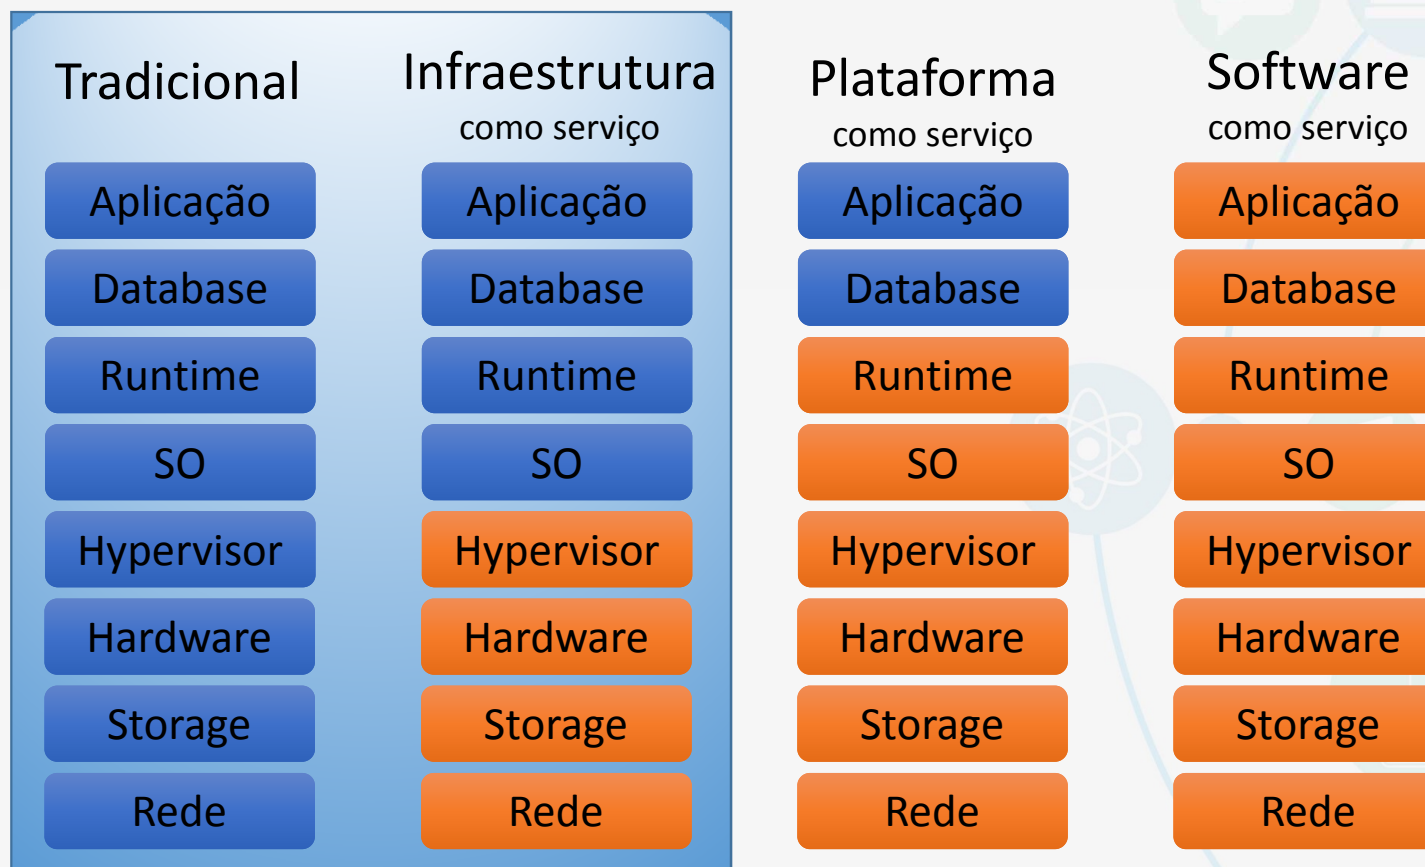 Tradicional
Infraestrutura
como serviço
Plataforma
como serviço
Software
como serviço
Aplicação
Aplicação
Aplicação
Aplicação
Database
Database
Database
Database
Runtime
Runtime
Runtime
Runtime
SO
SO
SO
SO
Hypervisor
Hypervisor
Hypervisor
Hypervisor
Hardware
Hardware
Hardware
Hardware
Storage
Storage
Storage
Storage
Rede
Rede
Rede
Rede